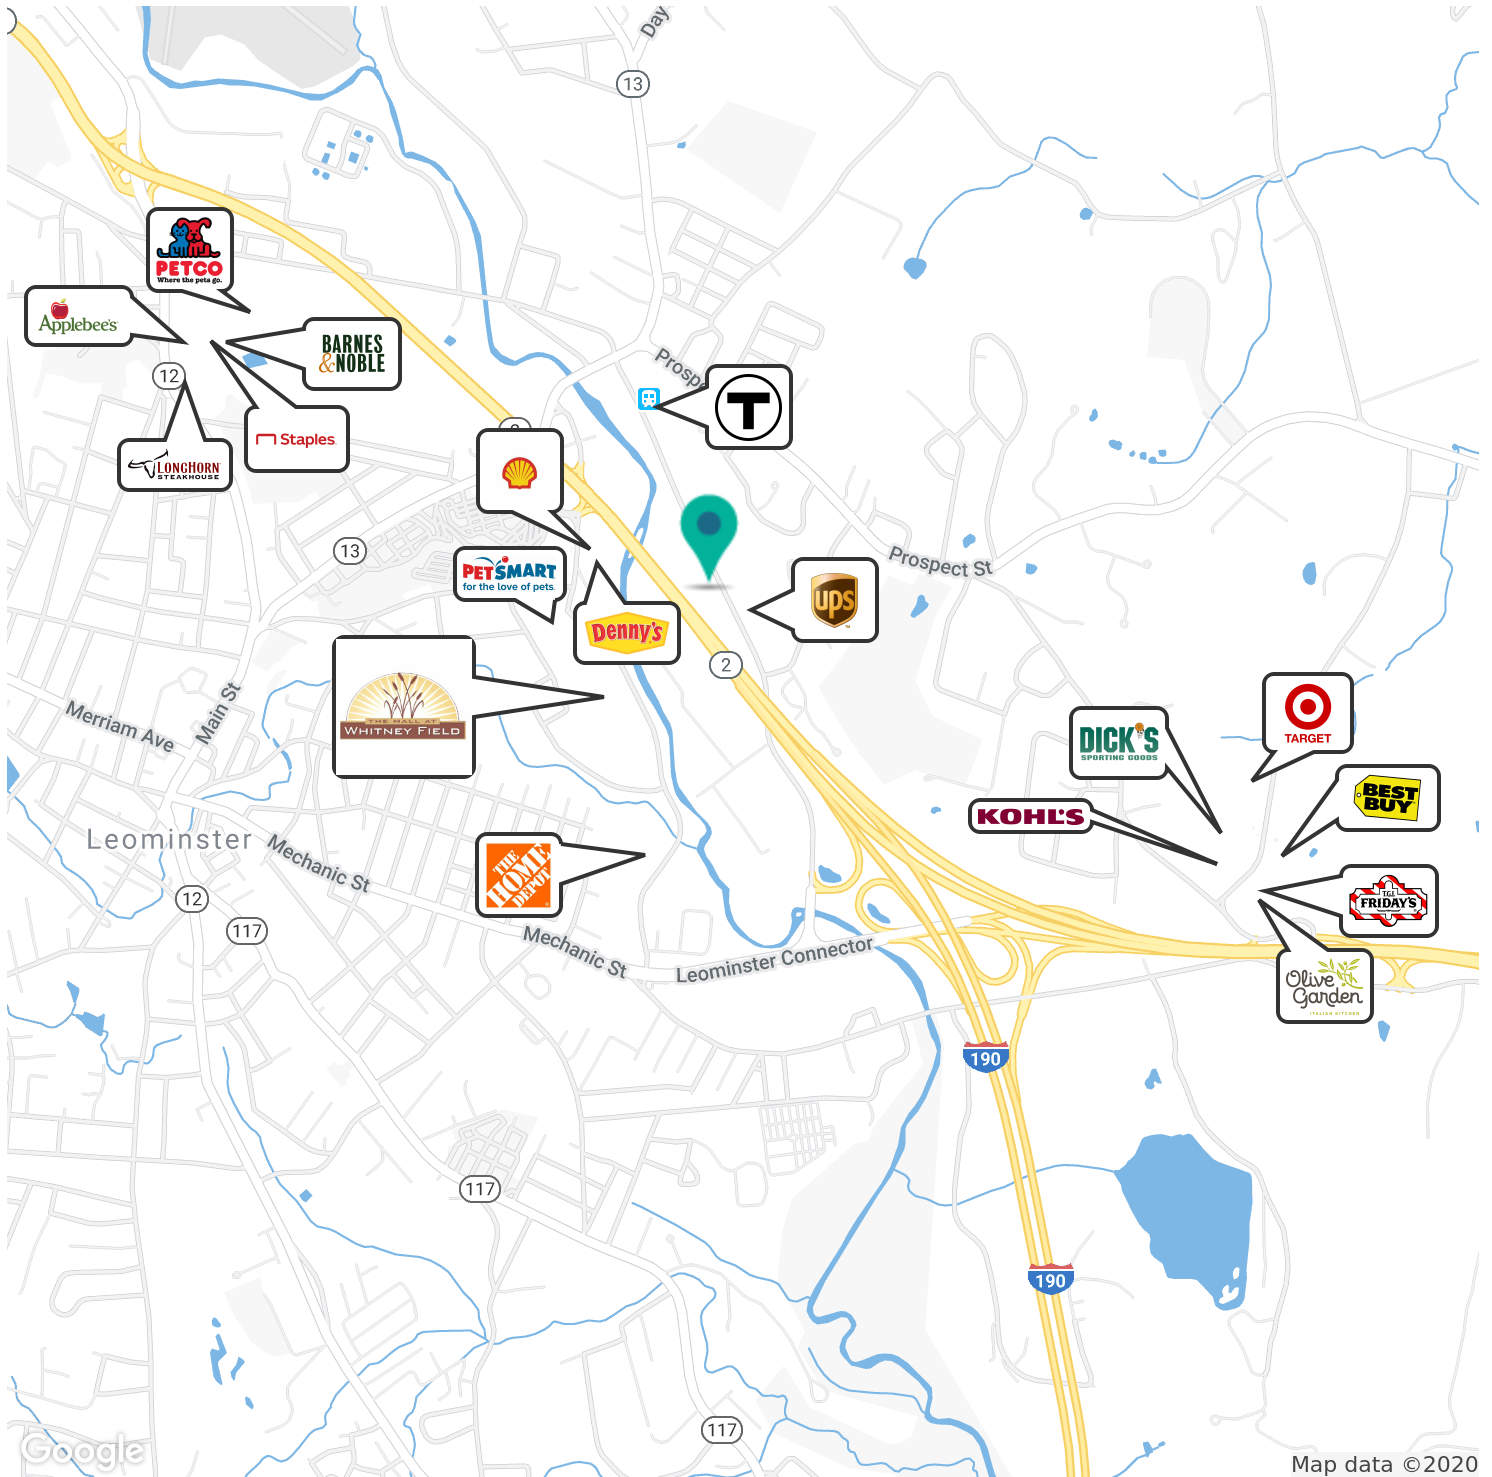 Day
13
PETCO
Where the pets go.
Applebee's
BARNES
&NOBLE
12
Prospe
T
Staples
LONGHORN
STEAKHOUSE
13
Prospect St
PETSMART
for the love of pets.
UPS
Denny's
2
Merriam Ave
Main St
THE MALL AT
WHITNEY FIELD
TARGET
DICK'S
SPORTING GOODS
BEST
BUY
KOHL'S
Leominster
Mechanic St
THE
HOME
DEPOT
12
117
T.G.I.
FRIDAY'S
Mechanic St
Leominster Connector
Olive
Garden
ITALIAN KITCHEN
190
117
190
117
Google
Map data ©2020